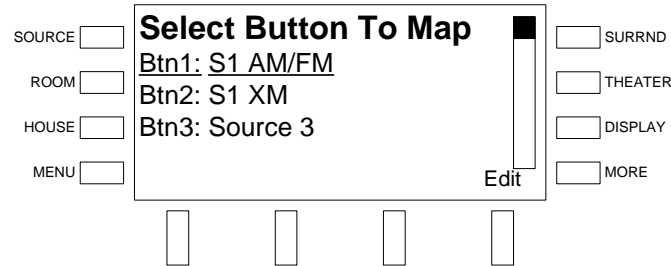 Select Button To Map
SOURCE
Btn1: S1 AM/FM
SURRND
ROOM
Btn2: S1 XM
THEATER
HOUSE
Btn3: Source 3
DISPLAY
MENU
Edit
MORE